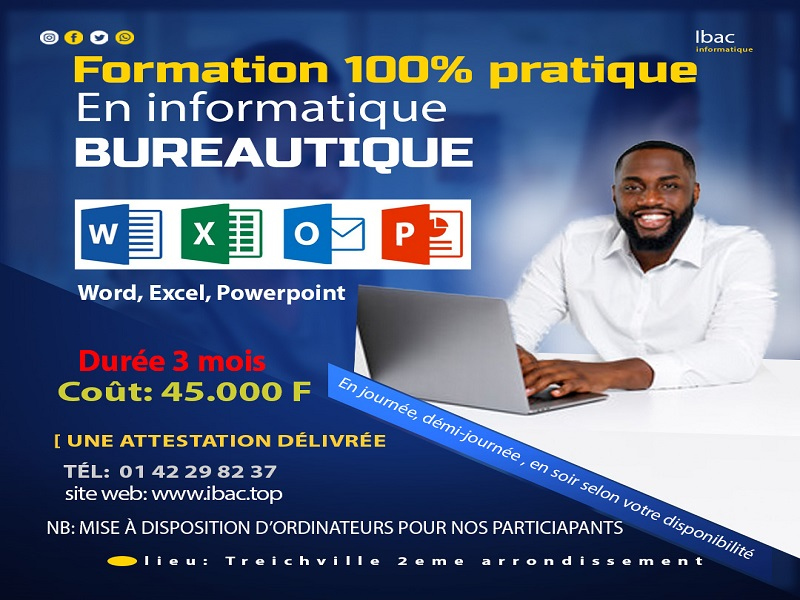 Ibac
informatique
Formation 100% pratique
En informatique
BUREAUTIQUE
W X O P
Word, Excel, Powerpoint
Durée 3 mois
Coût: 45.000 F
En journée, démi-journée , en soir selon votre disponibilité
[ UNE ATTESTATION DÉLIVRÉE
TÉL: 01 42 29 82 37
site web: www.ibac.top
NB: MISE À DISPOSITION D'ORDINATEURS POUR NOS PARTICIAPANTS
lieu: Treichville 2eme arrondissement